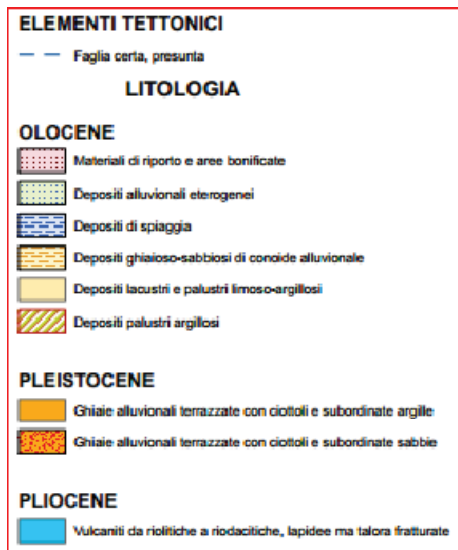 ELEMENTI TETTONICI
Faglia certa, presunta
LITOLOGIA
OLOCENE
Materiali di riporto e aree bonificate
Depositi alluvionali eterogenei
Depositi di spiaggia
Depositi ghiaioso-sabbiosi di conoide alluvionale
Depositi lacustri e palustri limoso-argillosii
Depositi palustri argillosi
PLEISTOCENE
Ghiaie alluvionali terrazzate con ciottoli e subordinate argille
Ghiaie alluvionali terrazzate con ciottoli e subordinate sabbie
PLIOCENE
Vulcaniti da riolitiche a riodacitiche, lapidee ma talora fratturate